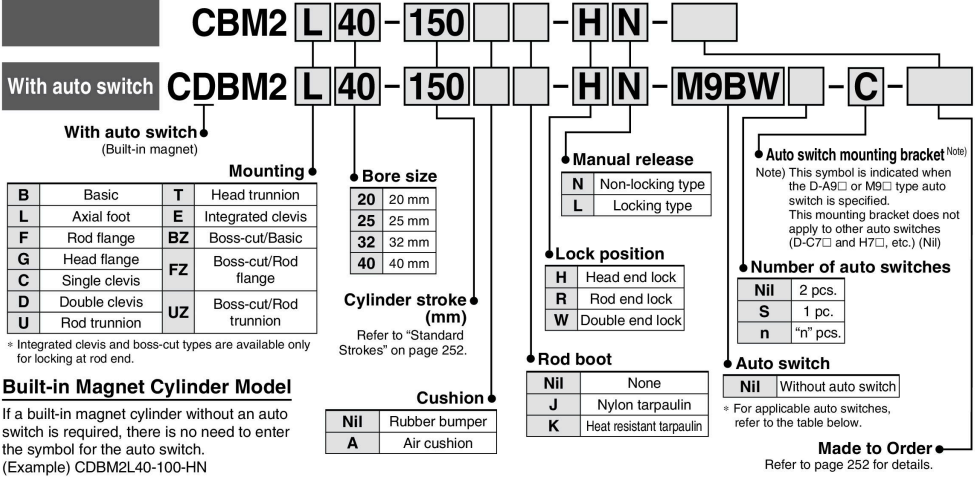 CBM2 L 40 - 150 - H N -
With auto switch CDBM2 L 40 - 150 - H N - M9BW - C -
With auto switch
(Built-in magnet)
Mounting
B Basic T Head trunnion
L Axial foot E Integrated clevis
F Rod flange BZ Boss-cut/Basic
G Head flange FZ Boss-cut/Rod flange
C Single clevis
D Double clevis UZ Boss-cut/Rod trunnion
U Rod trunnion
* Integrated clevis and boss-cut types are available only
for locking at rod end.
Built-in Magnet Cylinder Model
If a built-in magnet cylinder without an auto
switch is required, there is no need to enter
the symbol for the auto switch.
(Example) CDBM2L40-100-HN
Bore size
20 20 mm
25 25 mm
32 32 mm
40 40 mm
Cylinder stroke
(mm)
Refer to “Standard
Strokes” on page 252.
Cushion
Nil Rubber bumper
A Air cushion
Manual release
N Non-locking type
L Locking type
Lock position
H Head end lock
R Rod end lock
W Double end lock
Rod boot
Nil None
J Nylon tarpaulin
K Heat resistant tarpaulin
Auto switch mounting bracket Note)
Note) This symbol is indicated when
the D-A9□ or M9□ type auto
switch is specified.
This mounting bracket does not
apply to other auto switches
(D-C7□ and H7□, etc.) (Nil)
Number of auto switches
Nil 2 pcs.
S 1 pc.
n “n” pcs.
Auto switch
Nil Without auto switch
* For applicable auto switches,
refer to the table below.
Made to Order
Refer to page 252 for details.